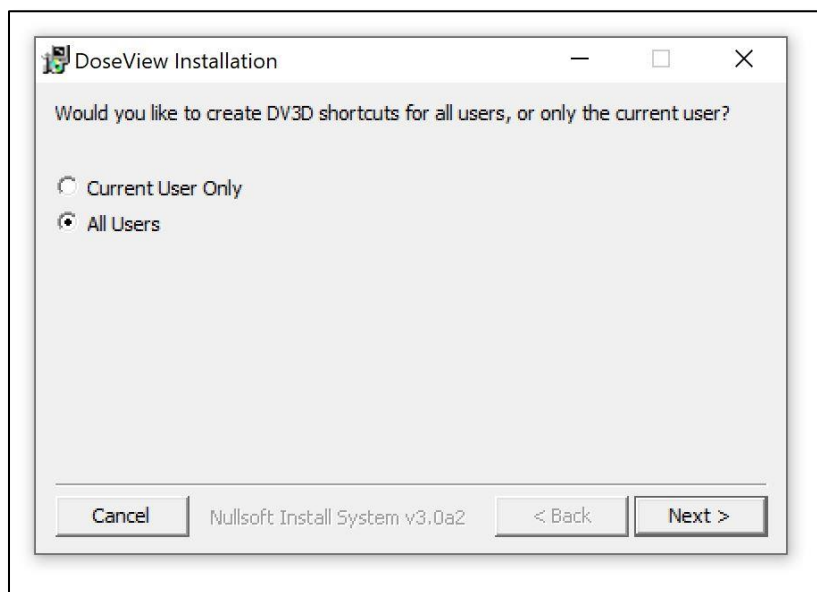 DoseView Installation
Would you like to create DV3D shortcuts for all users, or only the current user?
Current User Only
All Users
Cancel
Nullsoft Install System v3.0a2
< Back
Next >